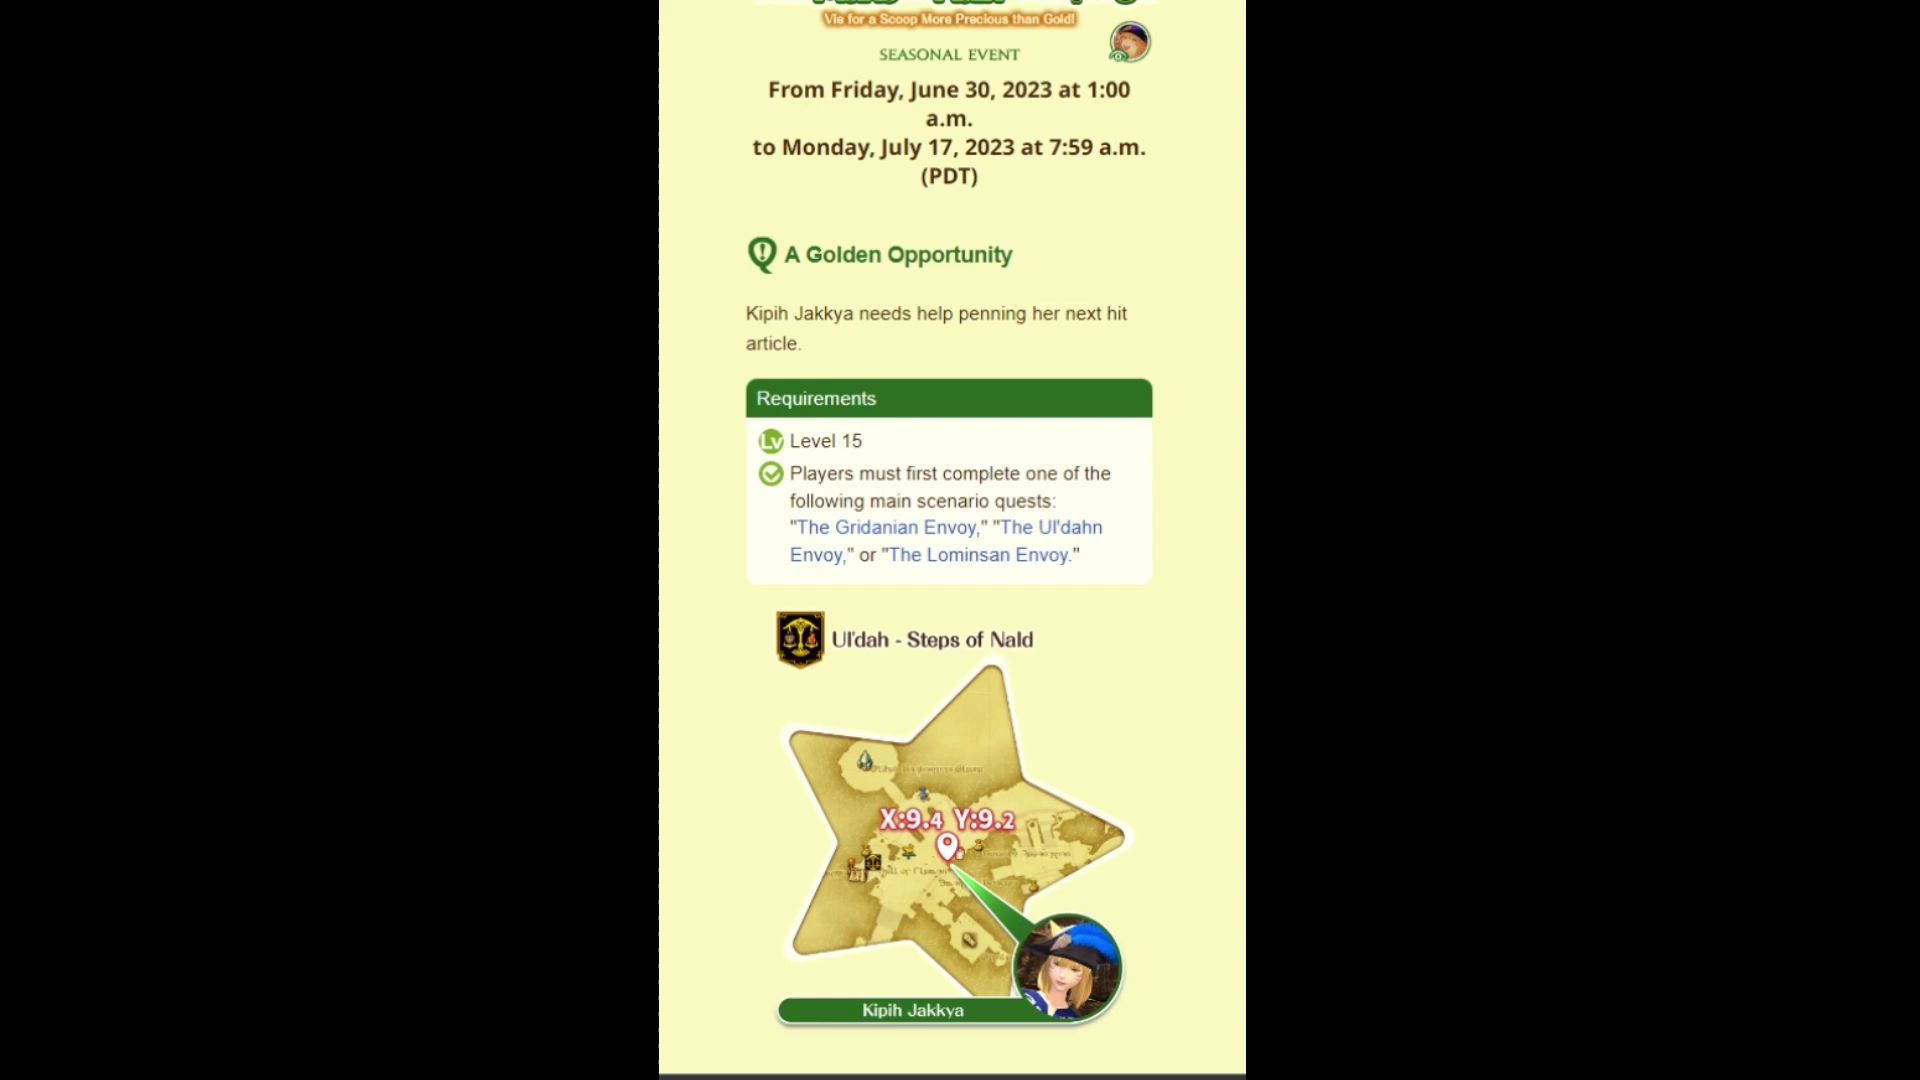 Vie for a Scoop More Precious than Gold!
SEASONAL EVENT
From Friday, June 30, 2023 at 1:00
a.m.
to Monday, July 17, 2023 at 7:59 a.m.
(PDT)
A Golden Opportunity
Kipih Jakkya needs help penning her next hit
article.
Requirements
Lv Level 15
Players must first complete one of the
following main scenario quests:
"The Gridanian Envoy," "The Ul'dahn
Envoy," or "The Lominsan Envoy."
Ul'dah - Steps of Nald
X:9.4 Y:9.2
Kipih Jakkya